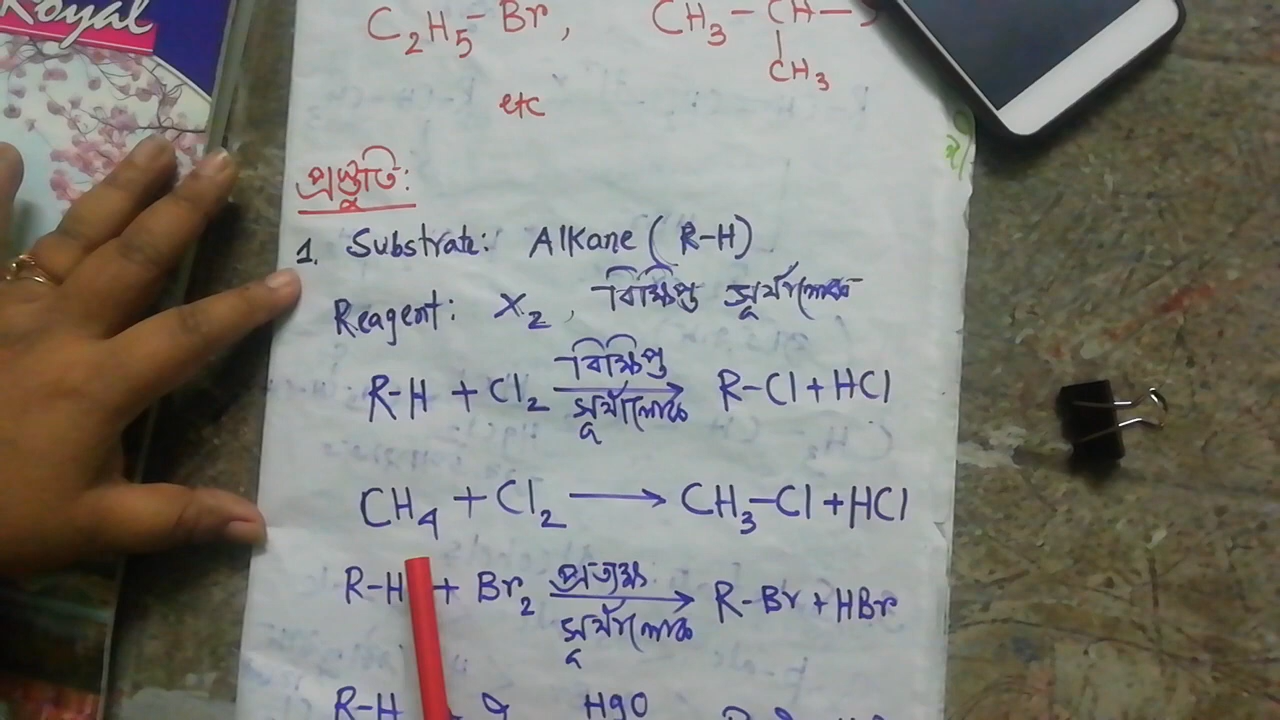 Royal
C₂H₅-Br, CH₃-CH-
CH₃
etc
প্রস্তুতি:
1. Substrate: Alkane (R-H)
Reagent: X₂, বিক্ষিপ্ত সূর্যালোক
R-H + Cl₂ বিক্ষিপ্ত সূর্যালোকে → R-Cl + HCl
CH₄ + Cl₂ → CH₃-Cl + HCl
R-H + Br₂ প্রত্যক্ষ সূর্যালোক → R-Br + HBr
R-H HgO